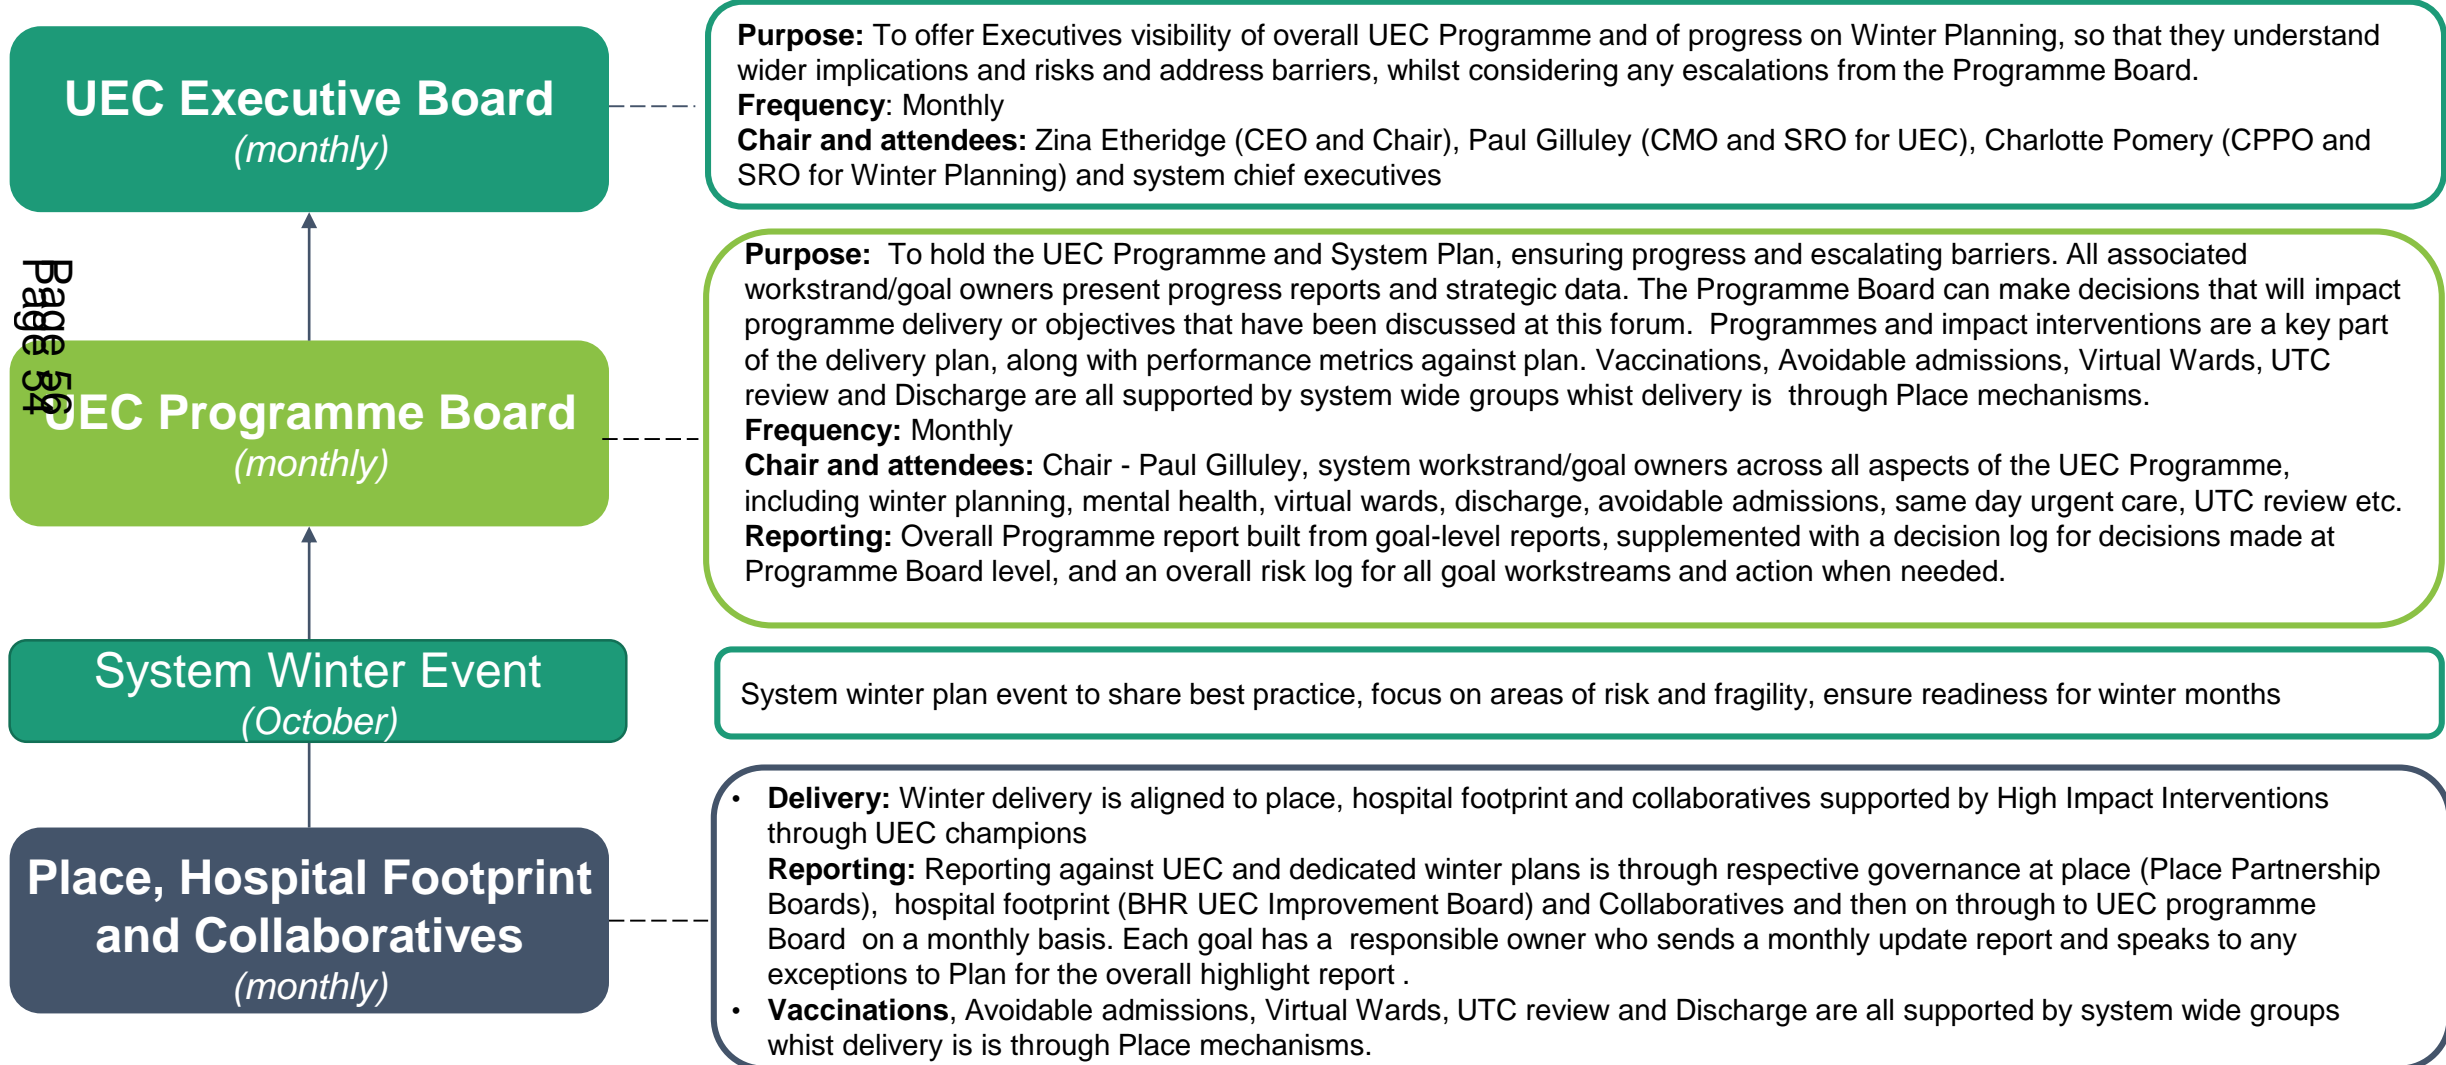 UEC Executive Board
(monthly)
Purpose: To offer Executives visibility of overall UEC Programme and of progress on Winter Planning, so that they understand
wider implications and risks and address barriers, whilst considering any escalations from the Programme Board.
Frequency: Monthly
Chair and attendees: Zina Etheridge (CEO and Chair), Paul Gilluley (CMO and SRO for UEC), Charlotte Pomery (CPPO and
SRO for Winter Planning) and system chief executives
Page 56
Page 34
UEC Programme Board
(monthly)
Purpose: To hold the UEC Programme and System Plan, ensuring progress and escalating barriers. All associated
workstrand/goal owners present progress reports and strategic data. The Programme Board can make decisions that will impact
programme delivery or objectives that have been discussed at this forum. Programmes and impact interventions are a key part
of the delivery plan, along with performance metrics against plan. Vaccinations, Avoidable admissions, Virtual Wards, UTC
review and Discharge are all supported by system wide groups whist delivery is through Place mechanisms.
Frequency: Monthly
Chair and attendees: Chair - Paul Gilluley, system workstrand/goal owners across all aspects of the UEC Programme,
including winter planning, mental health, virtual wards, discharge, avoidable admissions, same day urgent care, UTC review etc.
Reporting: Overall Programme report built from goal-level reports, supplemented with a decision log for decisions made at
Programme Board level, and an overall risk log for all goal workstreams and action when needed.
System Winter Event
(October)
System winter plan event to share best practice, focus on areas of risk and fragility, ensure readiness for winter months
Place, Hospital Footprint
and Collaboratives
(monthly)
• Delivery: Winter delivery is aligned to place, hospital footprint and collaboratives supported by High Impact Interventions
through UEC champions
Reporting: Reporting against UEC and dedicated winter plans is through respective governance at place (Place Partnership
Boards), hospital footprint (BHR UEC Improvement Board) and Collaboratives and then on through to UEC programme
Board on a monthly basis. Each goal has a responsible owner who sends a monthly update report and speaks to any
exceptions to Plan for the overall highlight report .
• Vaccinations, Avoidable admissions, Virtual Wards, UTC review and Discharge are all supported by system wide groups
whist delivery is is through Place mechanisms.